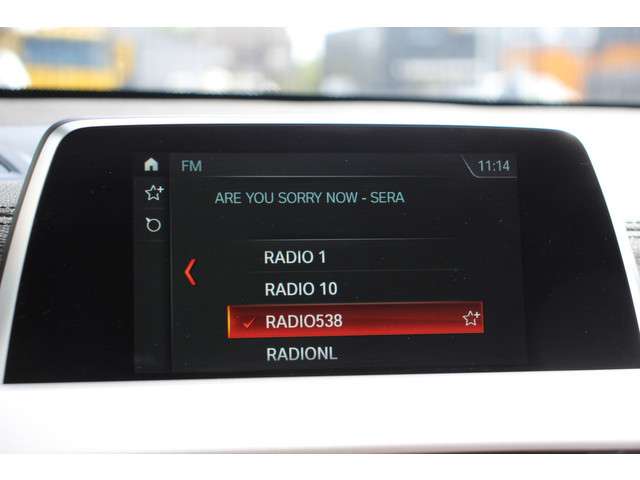 FM
11:14
ARE YOU SORRY NOW - SERA
RADIO 1
RADIO 10
RADIO538
RADIONL